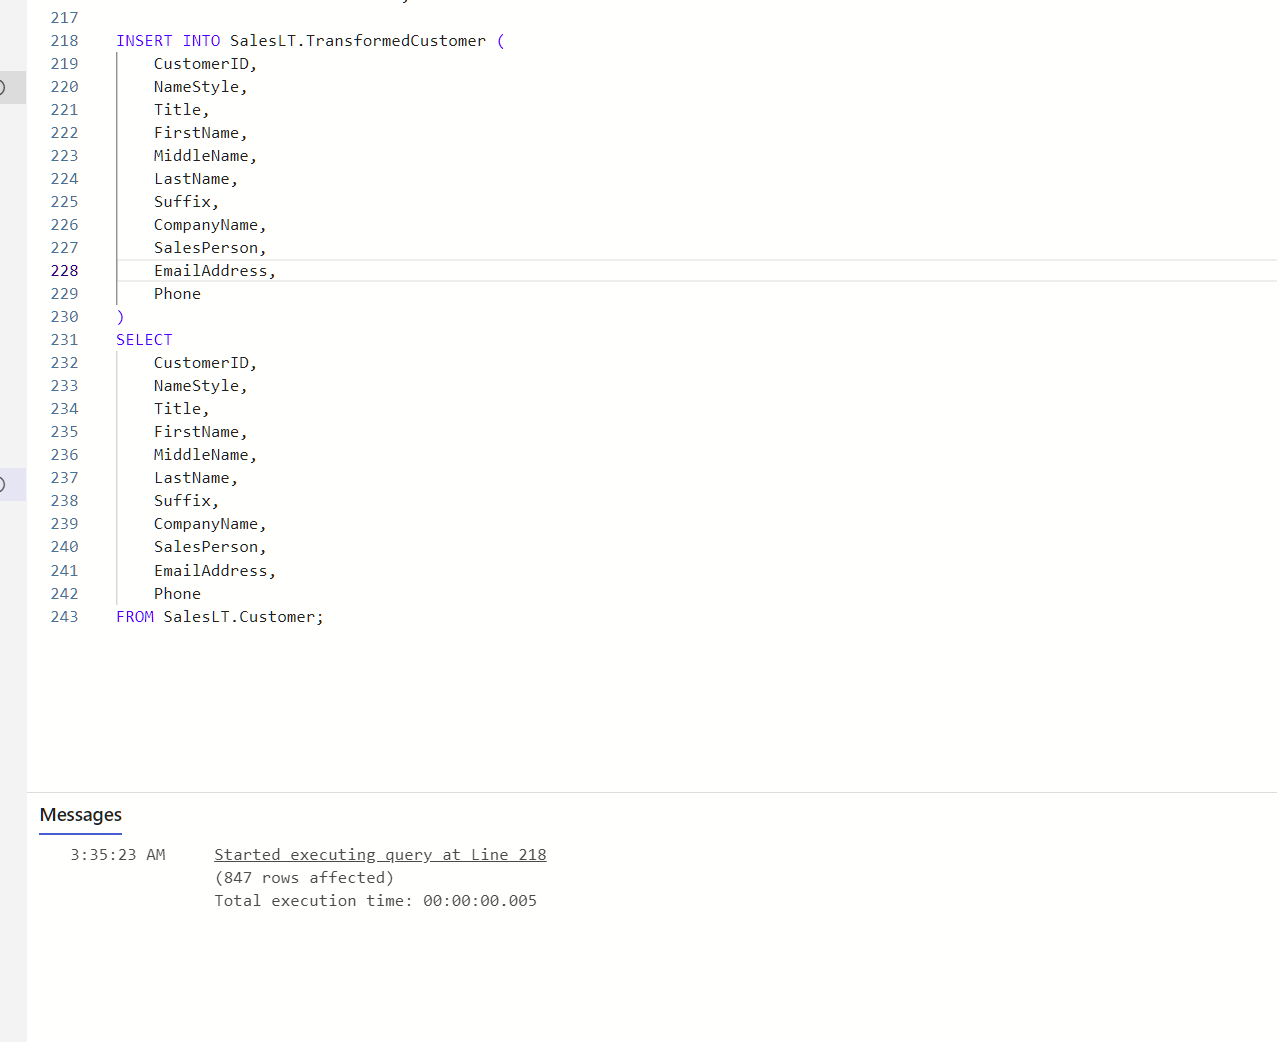 217
218 INSERT INTO SalesLT.TransformedCustomer (
219 CustomerID,
220 NameStyle,
221 Title,
222 FirstName,
223 MiddleName,
224 LastName,
225 Suffix,
226 CompanyName,
227 SalesPerson,
228 EmailAddress,
229 Phone
230 )
231 SELECT
232 CustomerID,
233 NameStyle,
234 Title,
235 FirstName,
236 MiddleName,
237 LastName,
238 Suffix,
239 CompanyName,
240 SalesPerson,
241 EmailAddress,
242 Phone
243 FROM SalesLT.Customer;
Messages
3:35:23 AM Started executing query at Line 218
(847 rows affected)
Total execution time: 00:00:00.005